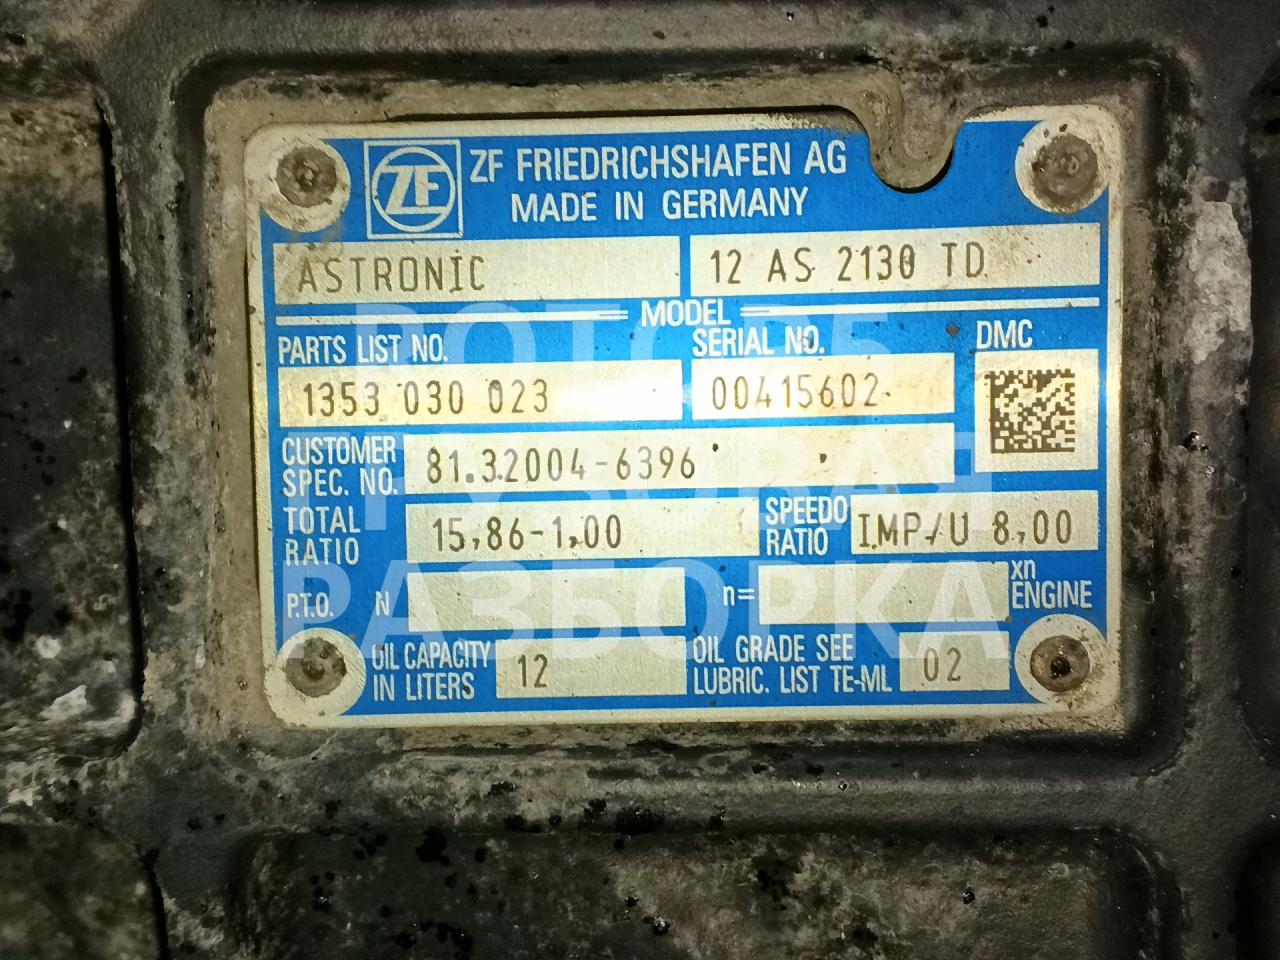 ZF FRIEDRICHSHAFEN AG
MADE IN GERMANY
ASTRONIC 12 AS 2130 TD
MODEL
PARTS LIST NO. SERIAL NO. DMC
1353 030 023 00415602
CUSTOMER SPEC. NO. 81.32004-6396
TOTAL RATIO 15,86-1,00 SPEEDO RATIO IMP/U 8,00
P.T.O. N n= xn ENGINE
OIL CAPACITY IN LITERS 12 OIL GRADE SEE LUBRIC. LIST TE-ML 02
РАЗБОРКА